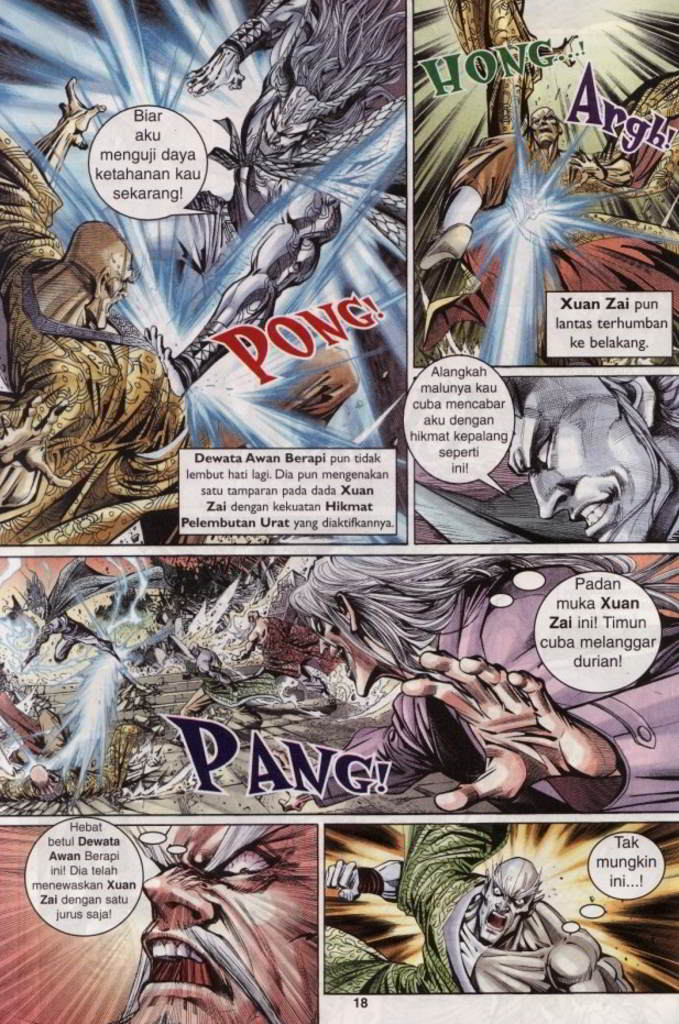 Biar
aku
menguji daya
ketahanan kau
sekarang!
PONG!
Dewata Awan Berapi pun tidak
lembut hati lagi. Dia pun mengenakan
satu tamparan pada dada Xuan
Zai dengan kekuatan Hikmat
Pelembutan Urat yang diaktifkannya.
HONG...!
Argh!
Xuan Zai pun
lantas terhumban
ke belakang.
Alangkah
malunya kau
cuba mencabar
aku dengan
hikmat kepalang
seperti
ini!
Padan
muka Xuan
Zai ini! Timun
cuba melanggar
durian!
PANG!
Hebat
betul Dewata
Awan Berapi
ini! Dia telah
menewaskan Xuan
Zai dengan satu
jurus saja!
Tak
mungkin
ini...!
18